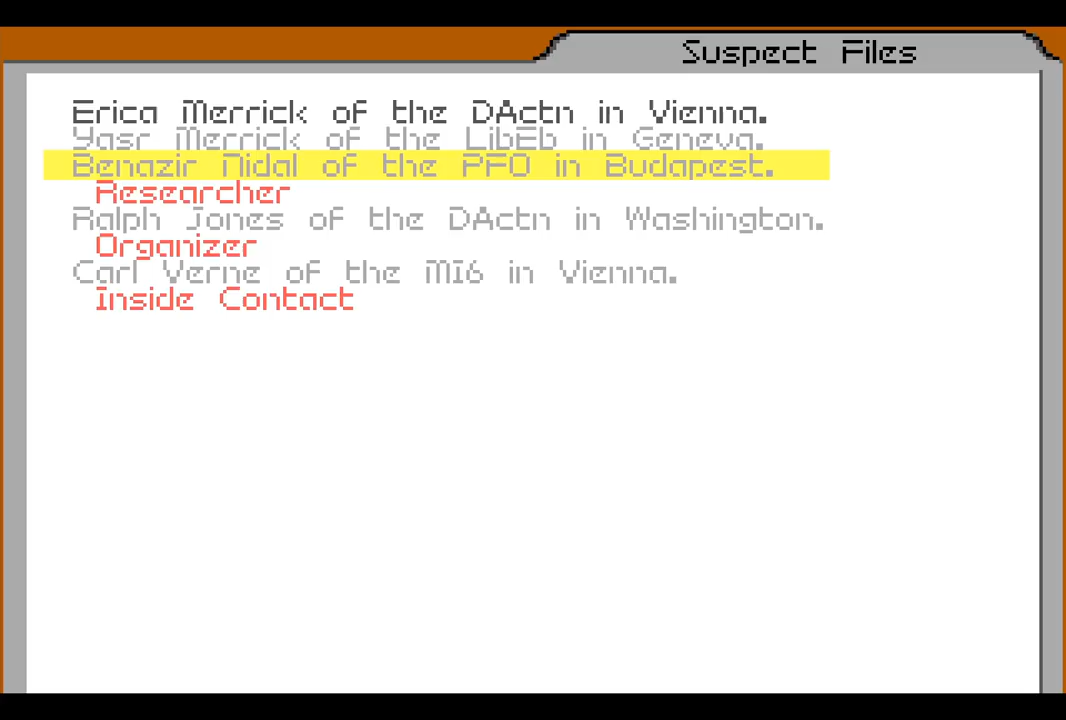 Suspect Files
Erica Merrick of the DActn in Vienna.
Yasr Merrick of the LibEb in Geneva.
Benazir Nidal of the PFO in Budapest.
Researcher
Ralph Jones of the DActn in Washington.
Organizer
Carl Verne of the MI6 in Vienna.
Inside Contact